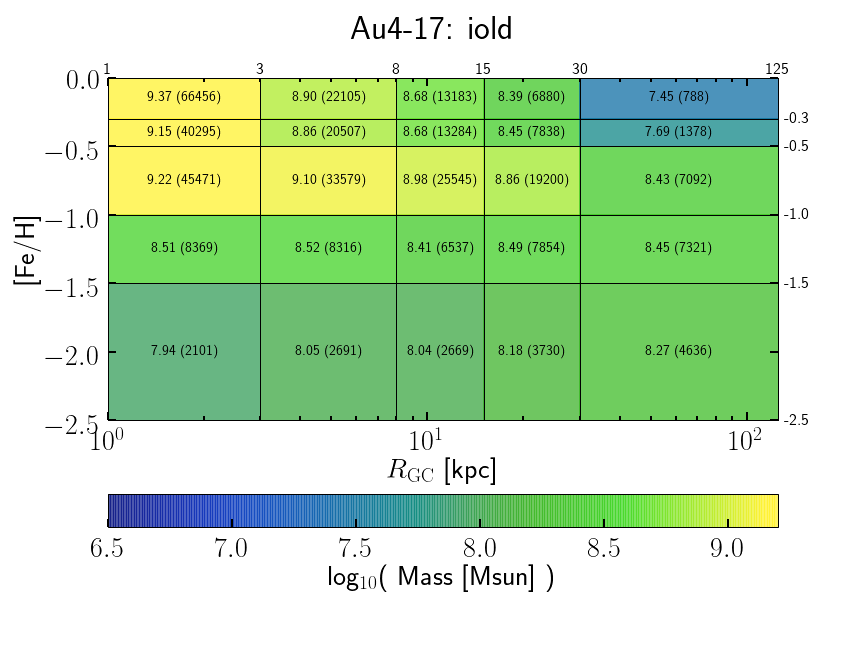 Au4-17: iold
1 3 8 15 30 125
0.0 9.37 (66456) 8.90 (22105) 8.68 (13183) 8.39 (6880) 7.45 (788)
-0.3
9.15 (40295) 8.86 (20507) 8.68 (13284) 8.45 (7838) 7.69 (1378)
−0.5 -0.5
9.22 (45471) 9.10 (33579) 8.98 (25545) 8.86 (19200) 8.43 (7092)
−1.0 -1.0
[Fe/H]
8.51 (8369) 8.52 (8316) 8.41 (6537) 8.49 (7854) 8.45 (7321)
−1.5 -1.5
−2.0 7.94 (2101) 8.05 (2691) 8.04 (2669) 8.18 (3730) 8.27 (4636)
−2.5 -2.5
10⁰ 10¹ 10²
R_GC [kpc]
6.5 7.0 7.5 8.0 8.5 9.0
log₁₀( Mass [Msun] )